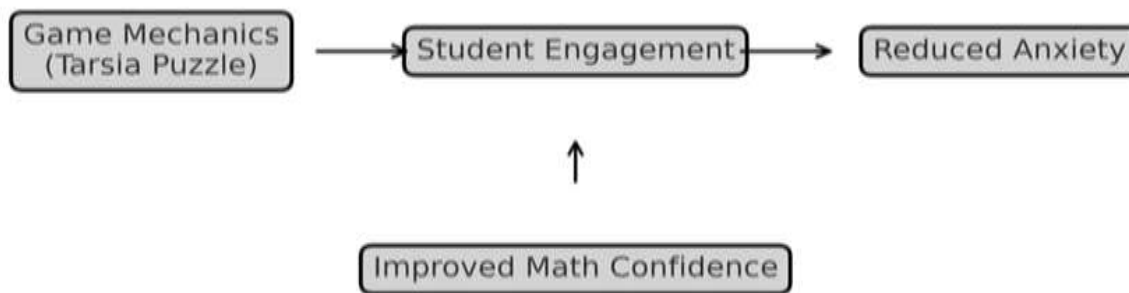 Game Mechanics
(Tarsia Puzzle)
Student Engagement
Reduced Anxiety
Improved Math Confidence